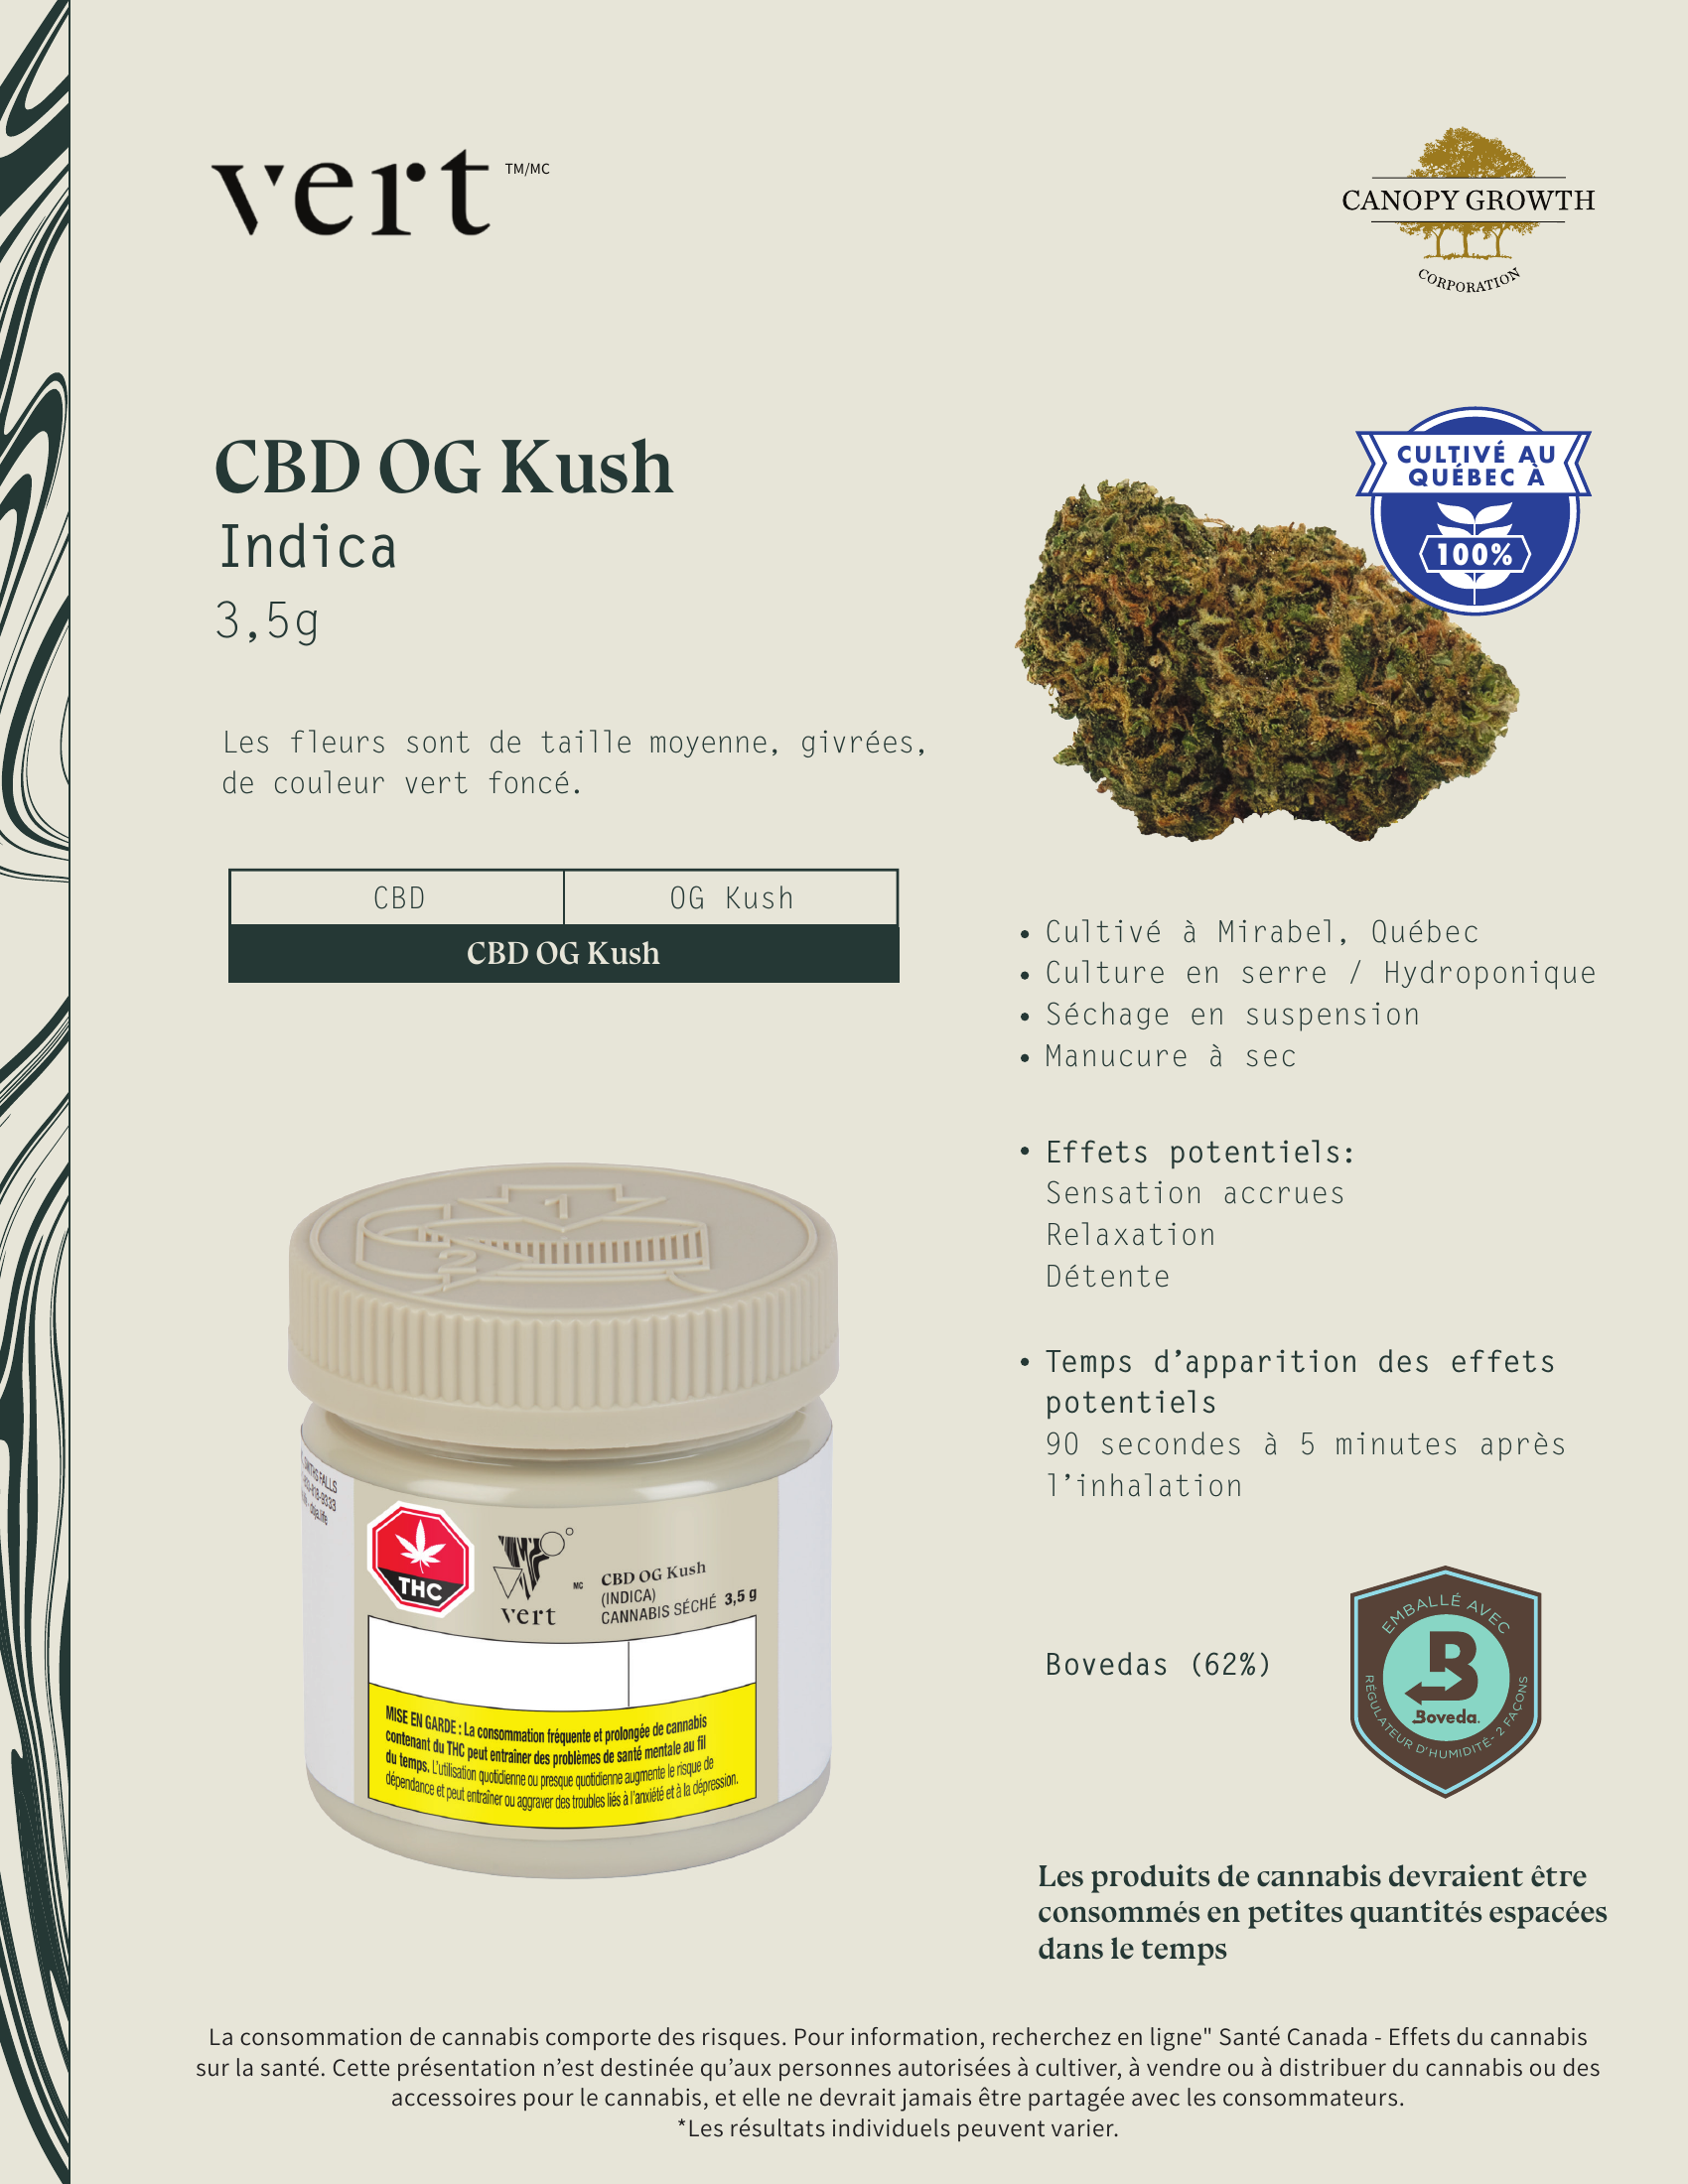 vert TM/MC
CANOPY GROWTH
CORPORATION
CBD OG Kush
Indica
3,5g
CULTIVÉ AU
QUÉBEC À
100%
Les fleurs sont de taille moyenne, givrées,
de couleur vert foncé.
CBD OG Kush
CBD OG Kush
• Cultivé à Mirabel, Québec
• Culture en serre / Hydroponique
• Séchage en suspension
• Manucure à sec
• Effets potentiels:
Sensation accrues
Relaxation
Détente
• Temps d’apparition des effets
potentiels
90 secondes à 5 minutes après
l’inhalation
1
2
SMITHS FALLS
THC
vert
MC
CBD OG Kush
(INDICA)
CANNABIS SÉCHÉ 3,5 g
MISE EN GARDE : La consommation fréquente et prolongée de cannabis
contenant du THC peut entraîner des problèmes de santé mentale au fil
du temps. L'utilisation quotidienne ou presque quotidienne augmente le risque de
dépendance et peut entraîner ou aggraver des troubles liés à l'anxiété et à la dépression.
Bovedas (62%)
EMBALLÉ AVEC
B
Boveda.
RÉGULATEUR D'HUMIDITÉ- 2 FAÇONS
Les produits de cannabis devraient être
consommés en petites quantités espacées
dans le temps
La consommation de cannabis comporte des risques. Pour information, recherchez en ligne" Santé Canada - Effets du cannabis
sur la santé. Cette présentation n’est destinée qu’aux personnes autorisées à cultiver, à vendre ou à distribuer du cannabis ou des
accessoires pour le cannabis, et elle ne devrait jamais être partagée avec les consommateurs.
*Les résultats individuels peuvent varier.